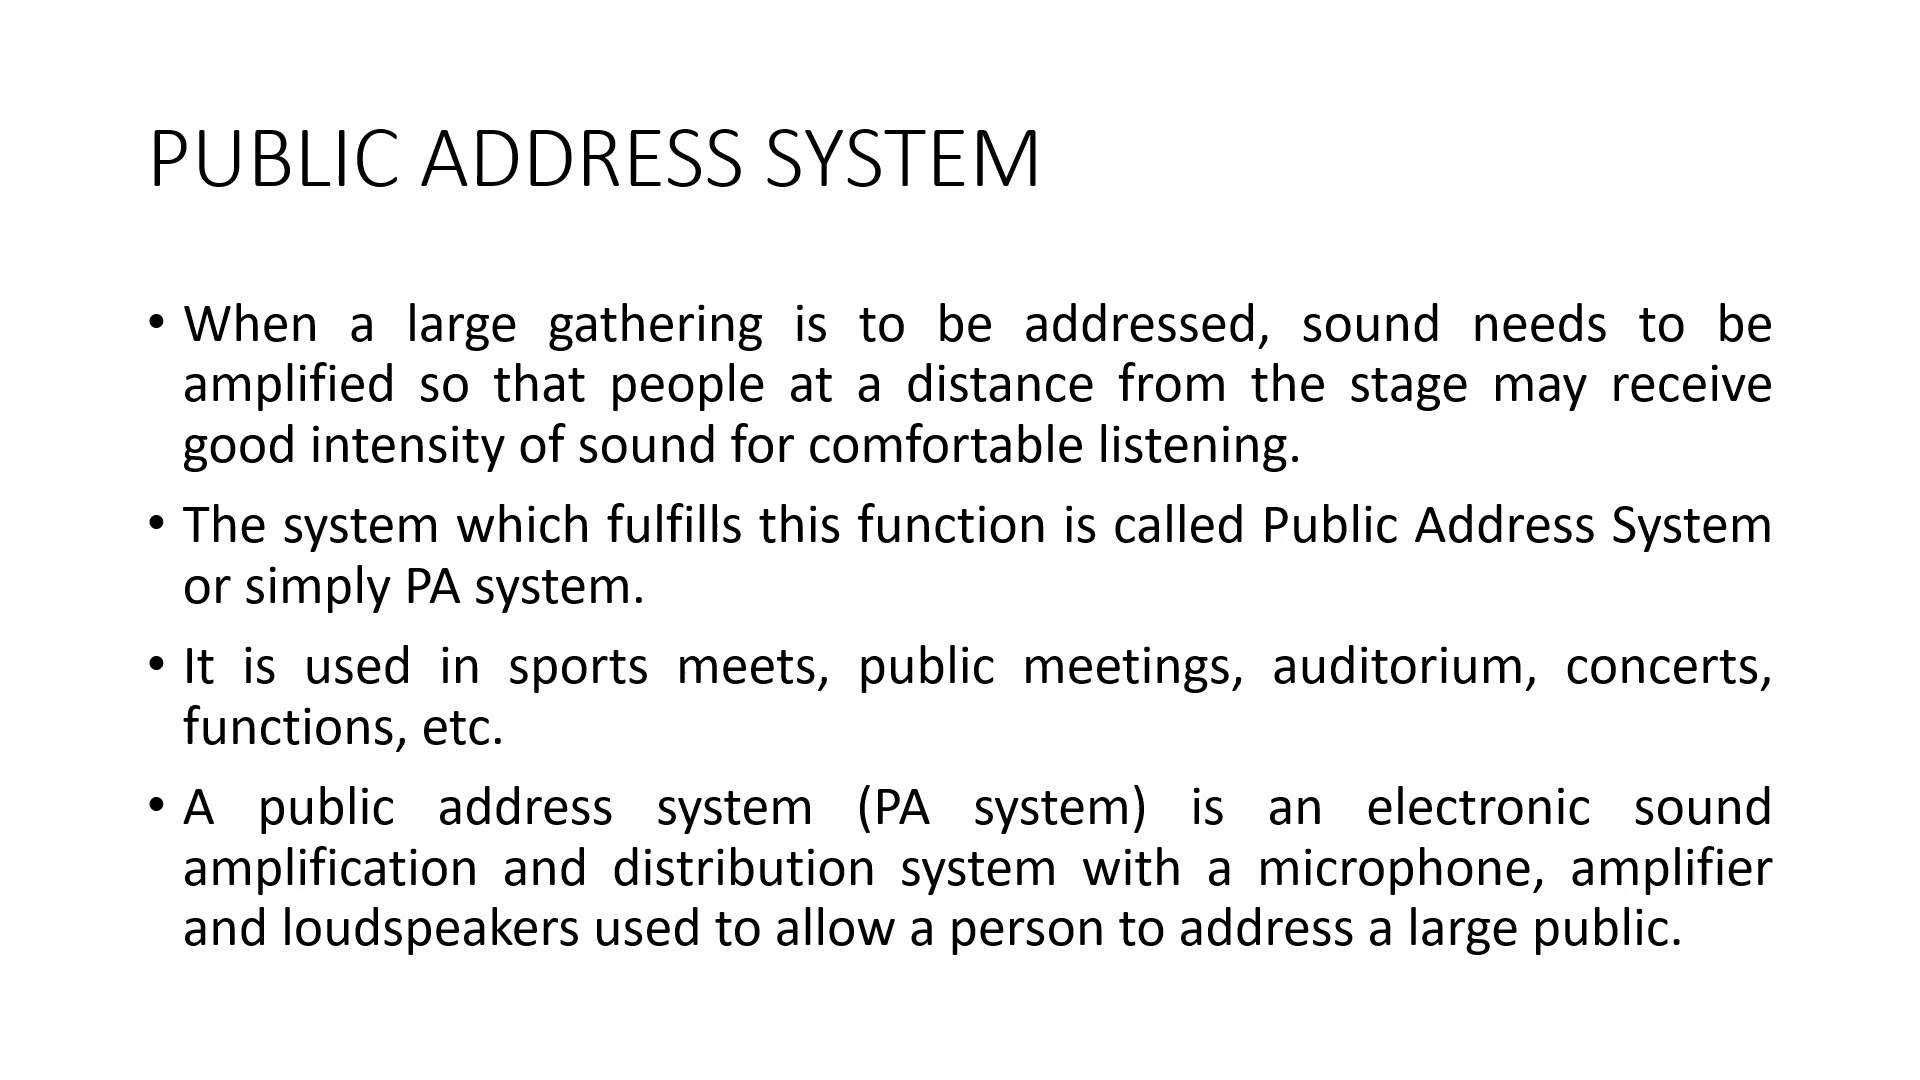 PUBLIC ADDRESS SYSTEM
• When a large gathering is to be addressed, sound needs to be
amplified so that people at a distance from the stage may receive
good intensity of sound for comfortable listening.
• The system which fulfills this function is called Public Address System
or simply PA system.
• It is used in sports meets, public meetings, auditorium, concerts,
functions, etc.
• A public address system (PA system) is an electronic sound
amplification and distribution system with a microphone, amplifier
and loudspeakers used to allow a person to address a large public.